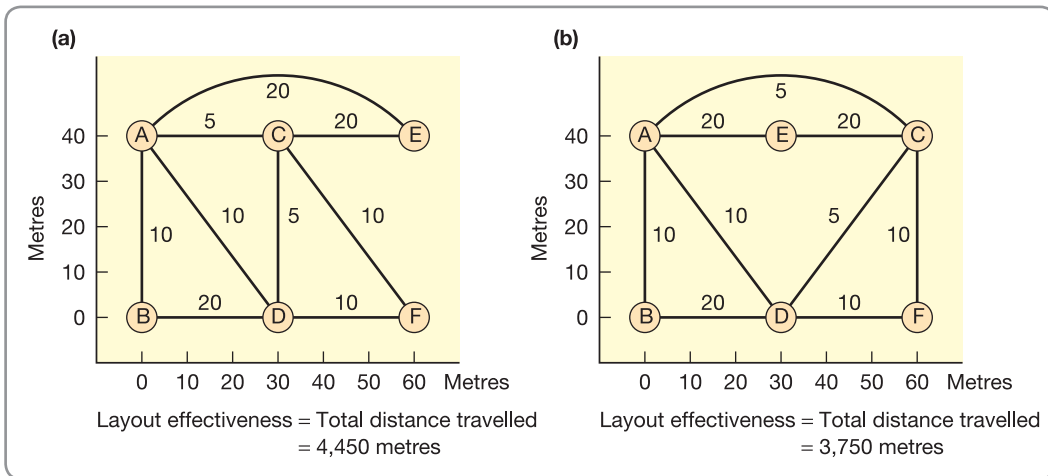 (a)
20
A
5
C
20
E
40
30
20
10
0
Metres
10
10
5
10
B
20
D
10
F
0 10 20 30 40 50 60 Metres
Layout effectiveness = Total distance travelled
= 4,450 metres
(b)
5
A
20
E
20
C
40
30
20
10
0
Metres
10
10
5
10
B
20
D
10
F
0 10 20 30 40 50 60 Metres
Layout effectiveness = Total distance travelled
= 3,750 metres